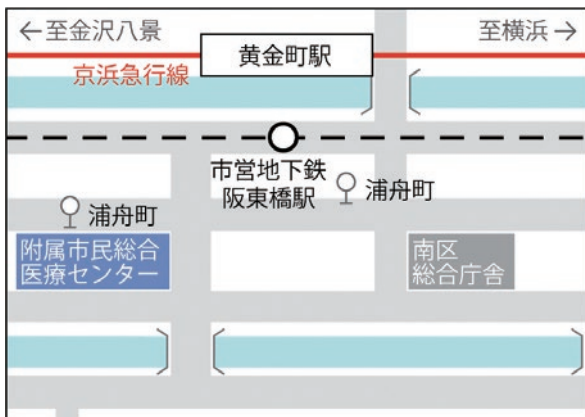 ←至金沢八景
至横浜→
黄金町駅
京浜急行線
市営地下鉄
阪東橋駅
浦舟町
浦舟町
附属市民総合
医療センター
南区
総合庁舎